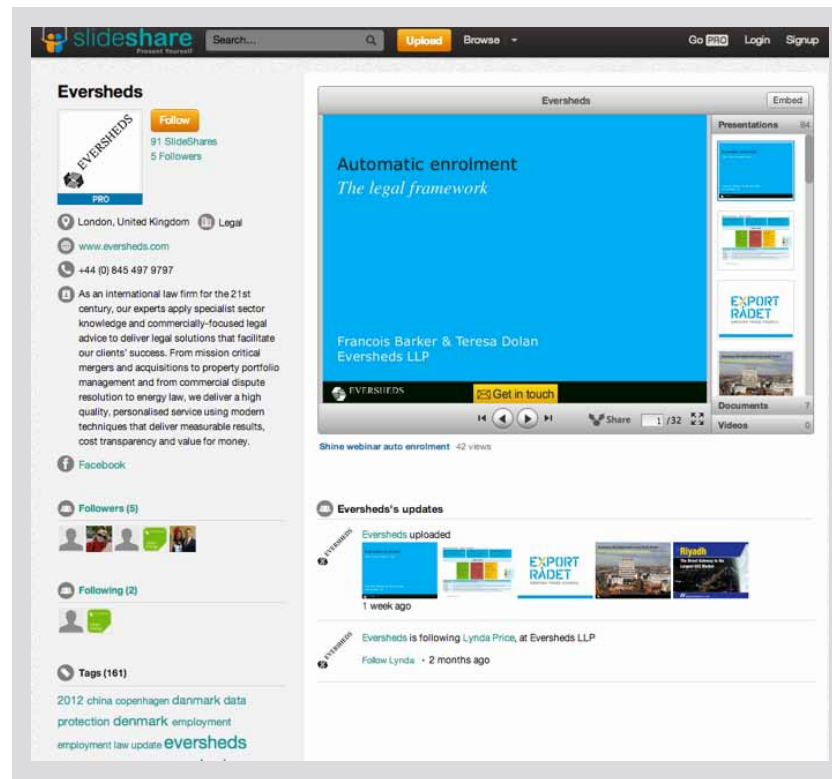 slideshare
Present Yourself
Search...
Upload
Browse
Go PRO
Login
Signup
Eversheds
EVERSHEDS
PRO
Follow
91 SlideShares
5 Followers
London, United Kingdom
Legal
www.eversheds.com
+44 (0) 845 497 9797
As an international law firm for the 21st
century, our experts apply specialist sector
knowledge and commercially-focused legal
advice to deliver legal solutions that facilitate
our clients' success. From mission critical
mergers and acquisitions to property portfolio
management and from commercial dispute
resolution to energy law, we deliver a high
quality, personalised service using modern
techniques that deliver measurable results,
cost transparency and value for money.
Facebook
Followers (5)
Following (2)
Tags (161)
2012 china copenhagen danmark data
protection denmark employment
employment law update eversheds
Eversheds
Embed
Automatic enrolment
The legal framework
Francois Barker & Teresa Dolan
Eversheds LLP
EVERSHEDS
Get in touch
Share
1 /32
Presentations 84
EXPORT
RÅDET
Documents 7
Videos 0
Shine webinar auto enrolment 42 views
Eversheds's updates
EVERSHEDS
Eversheds uploaded
EXPORT
RÅDET
Riyadh
1 week ago
EVERSHEDS
Eversheds is following Lynda Price, at Eversheds LLP
Follow Lynda • 2 months ago